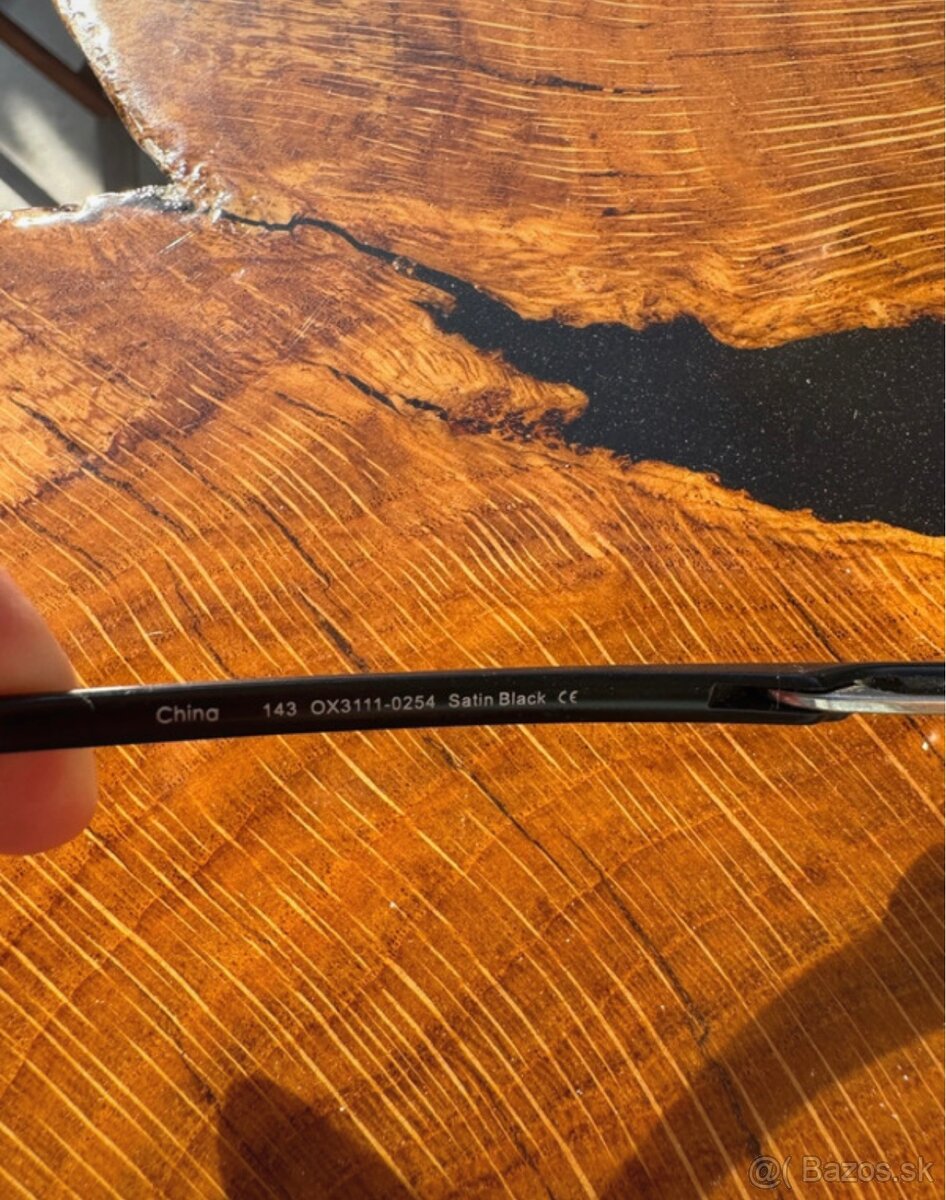 China 143 OX3111-0254 Satin Black CE
@( Bazos.sk